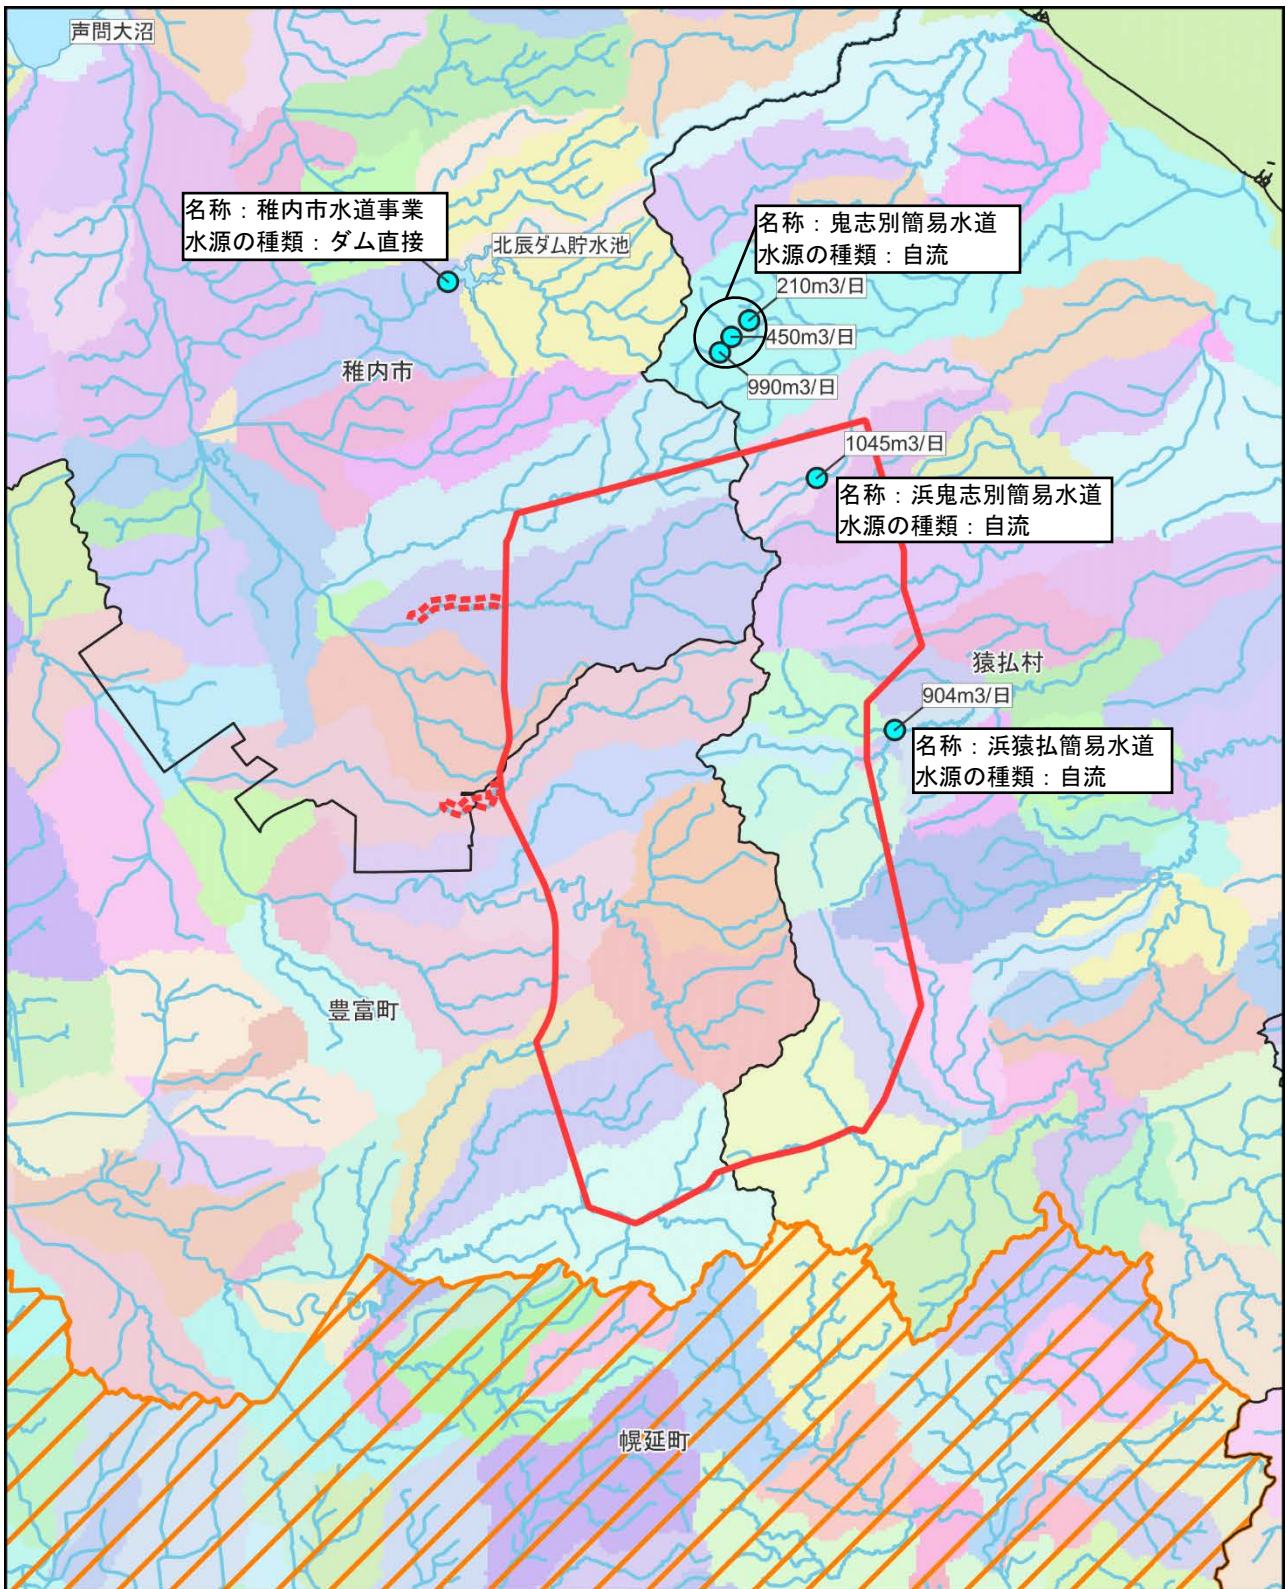 声問大沼
名称：稚内市水道事業
水源の種類：ダム直接
北辰ダム貯水池
名称：鬼志別簡易水道
水源の種類：自流
210m3/日
450m3/日
990m3/日
稚内市
1045m3/日
名称：浜鬼志別簡易水道
水源の種類：自流
猿払村
904m3/日
名称：浜猿払簡易水道
水源の種類：自流
豊富町
幌延町